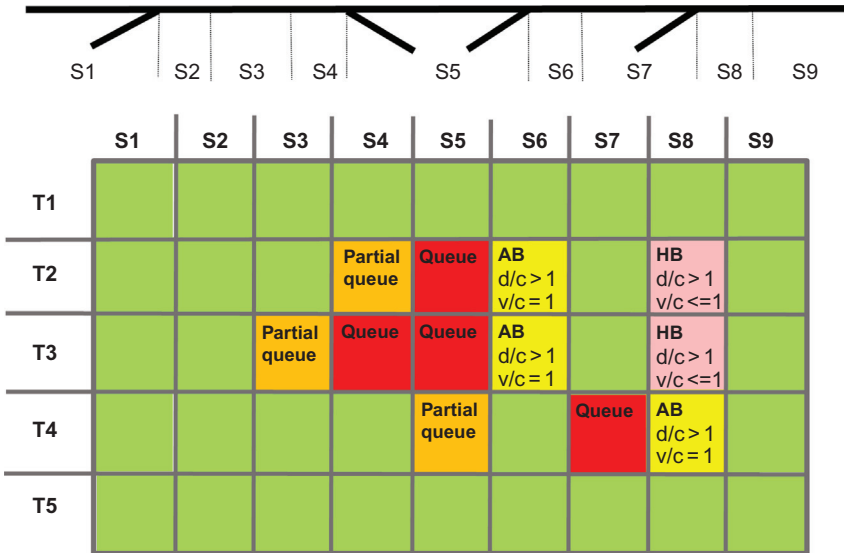 S1 S2 S3 S4 S5 S6 S7 S8 S9
S1 S2 S3 S4 S5 S6 S7 S8 S9
T1
T2
Partial
queue
Queue
AB
d/c > 1
v/c = 1
HB
d/c > 1
v/c <=1
T3
Partial
queue
Queue
Queue
AB
d/c > 1
v/c = 1
HB
d/c > 1
v/c <=1
T4
Partial
queue
Queue
AB
d/c > 1
v/c = 1
T5